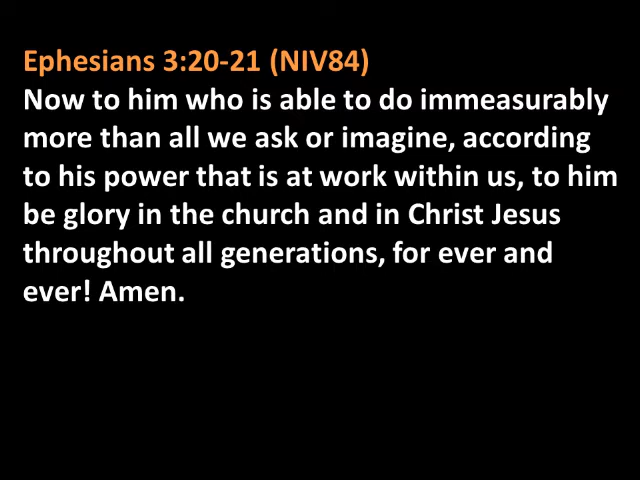 Ephesians 3:20-21 (NIV84)
Now to him who is able to do immeasurably
more than all we ask or imagine, according
to his power that is at work within us, to him
be glory in the church and in Christ Jesus
throughout all generations, for ever and
ever! Amen.